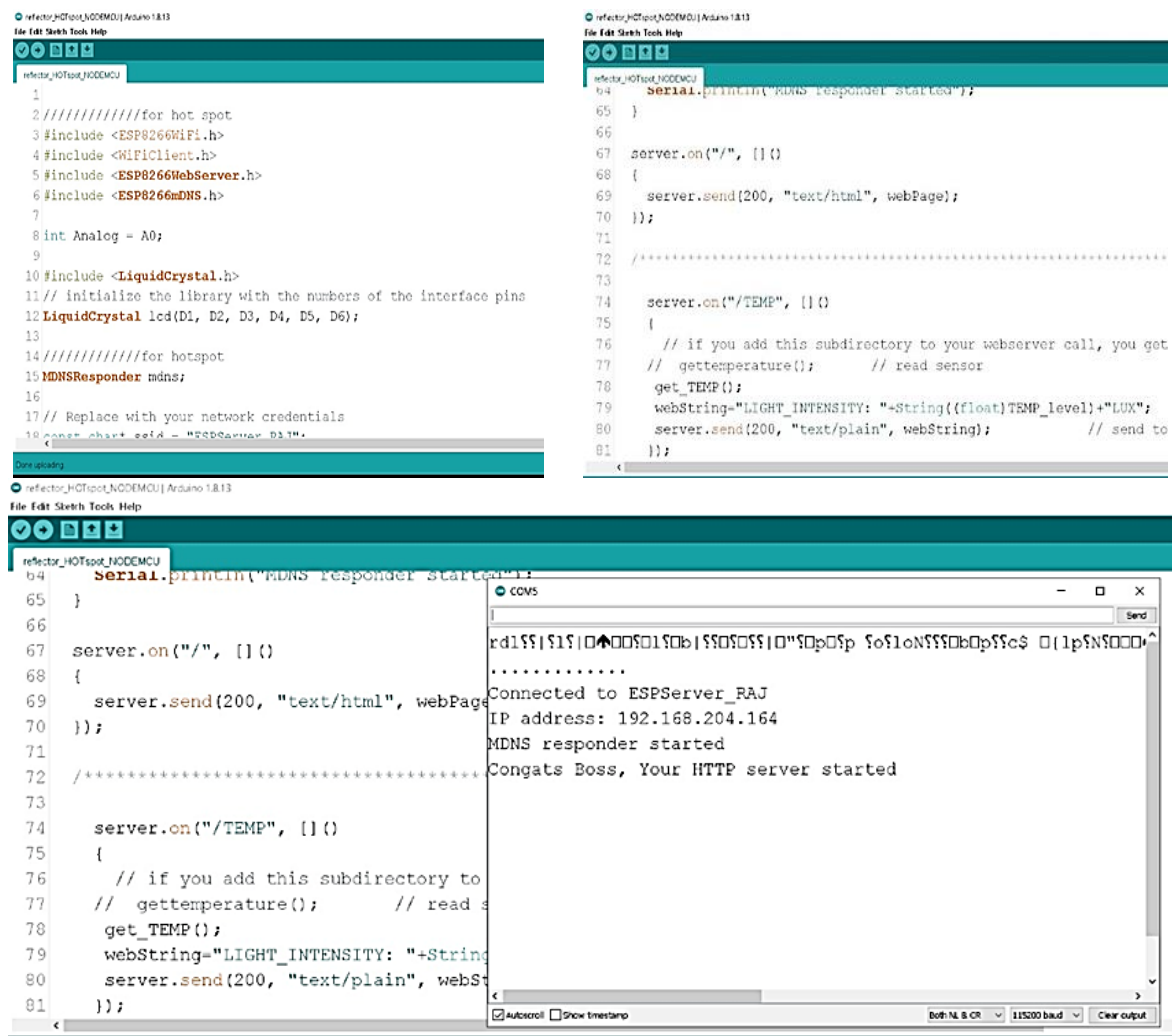 reflector_HOTspot_NODEMCU | Arduino 1.8.13
File Edit Sketch Tools Help
reflector_HOTspot_NODEMCU
1
2 /////////////for hot spot
3 #include <ESP8266WiFi.h>
4 #include <WiFiClient.h>
5 #include <ESP8266WebServer.h>
6 #include <ESP8266mDNS.h>
7
8 int Analog = A0;
9
10 #include <LiquidCrystal.h>
11 // initialize the library with the numbers of the interface pins
12 LiquidCrystal lcd(D1, D2, D3, D4, D5, D6);
13
14 /////////////for hotspot
15 MDNSResponder mdns;
16
17 // Replace with your network credentials
18 const char* ssid = "ESPServer_RAJ";
Done uploading.
reflector_HOTspot_NODEMCU | Arduino 1.8.13
File Edit Sketch Tools Help
reflector_HOTspot_NODEMCU
64 Serial.println("MDNS responder started");
65 }
66
67 server.on("/", []()
68 {
69 server.send(200, "text/html", webPage);
70 });
71
72 /****************************************************
73
74 server.on("/TEMP", []()
75 {
76 // if you add this subdirectory to your webserver call, you get
77 // gettemperature(); // read sensor
78 get_TEMP();
79 webString="LIGHT_INTENSITY: "+String((float)TEMP_level)+"LUX";
80 server.send(200, "text/plain", webString); // send to
81 });
reflector_HOTspot_NODEMCU | Arduino 1.8.13
File Edit Sketch Tools Help
reflector_HOTspot_NODEMCU
64 Serial.println("MDNS responder started");
65 }
66
67 server.on("/", []()
68 {
69 server.send(200, "text/html", webPage
70 });
71
72 /***************************************
73
74 server.on("/TEMP", []()
75 {
76 // if you add this subdirectory to
77 // gettemperature(); // read s
78 get_TEMP();
79 webString="LIGHT_INTENSITY: "+String
80 server.send(200, "text/plain", webSt
81 });
COM5
Send
.............
Connected to ESPServer_RAJ
IP address: 192.168.204.164
MDNS responder started
Congats Boss, Your HTTP server started
Autoscroll Show timestamp
Both NL & CR 115200 baud Clear output